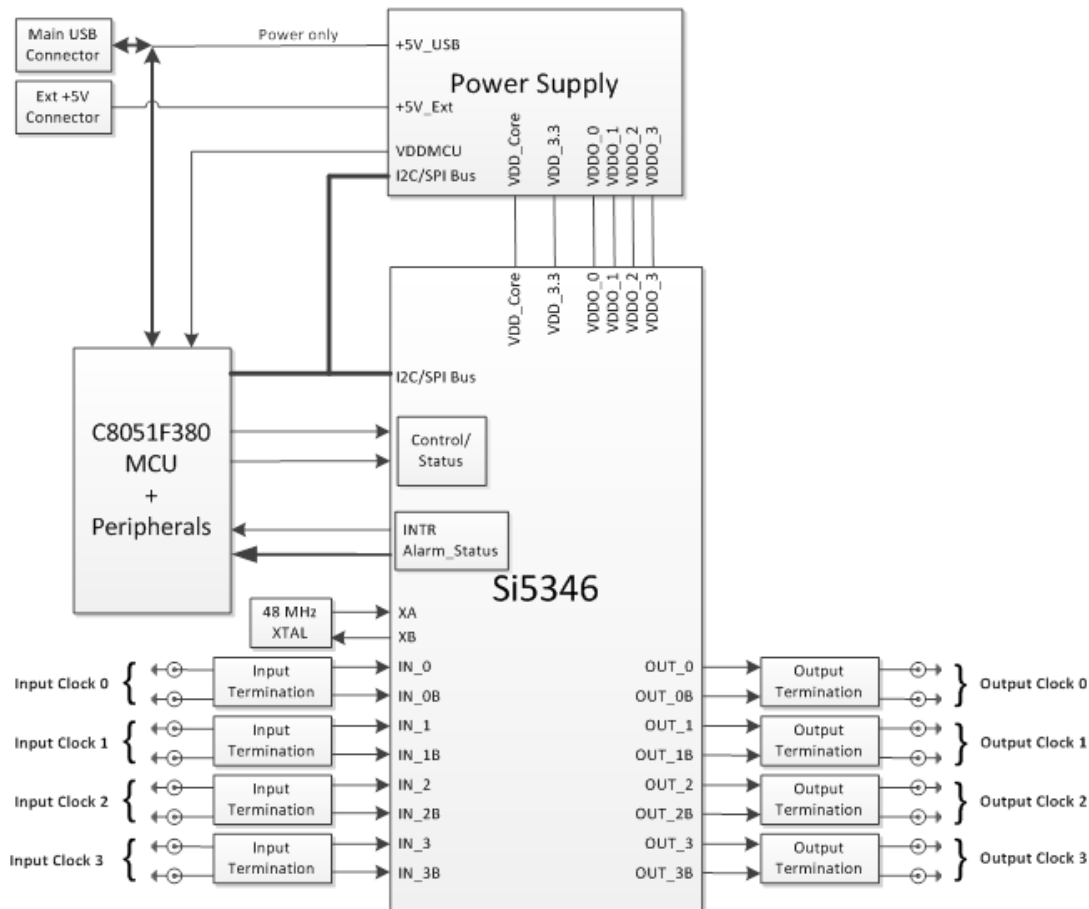 Main USB
Connector
Power only
+5V_USB
Power Supply
Ext +5V
Connector
+5V_Ext
VDDMCU
I2C/SPI Bus
VDD_Core
VDD_3.3
VDDO_0
VDDO_1
VDDO_2
VDDO_3
VDD_Core
VDD_3.3
VDDO_0
VDDO_1
VDDO_2
VDDO_3
I2C/SPI Bus
C8051F380
MCU
+
Peripherals
Control/
Status
INTR
Alarm_Status
Si5346
48 MHz
XTAL
XA
XB
Input Clock 0
Input
Termination
IN_0
IN_0B
OUT_0
OUT_0B
Output
Termination
Output Clock 0
Input Clock 1
Input
Termination
IN_1
IN_1B
OUT_1
OUT_1B
Output
Termination
Output Clock 1
Input Clock 2
Input
Termination
IN_2
IN_2B
OUT_2
OUT_2B
Output
Termination
Output Clock 2
Input Clock 3
Input
Termination
IN_3
IN_3B
OUT_3
OUT_3B
Output
Termination
Output Clock 3